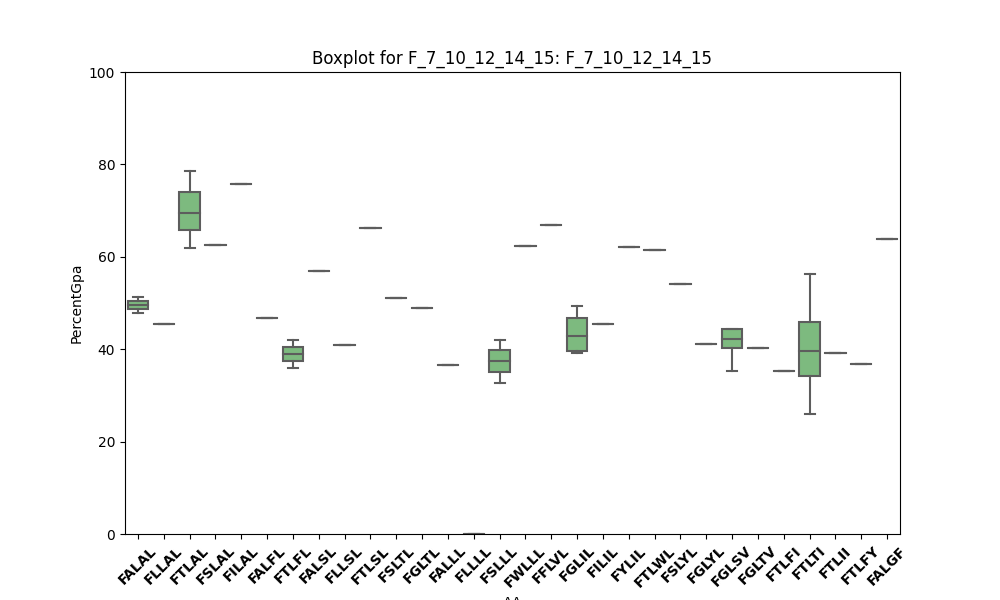 Boxplot for F_7_10_12_14_15: F_7_10_12_14_15
PercentGpa
100
80
60
40
20
0
FALAL
FLLAL
FTLAL
FSLAL
FILAL
FALFL
FTLFL
FALSL
FLLSL
FTLSL
FSLTL
FGLTL
FALLL
FLLLL
FSLLL
FWLLL
FFLVL
FGLIL
FILIL
FYLIL
FTLWL
FSLYL
FGLYL
FGLSV
FGLTV
FTLFI
FTLTI
FTLII
FTLFY
FALGF
AA